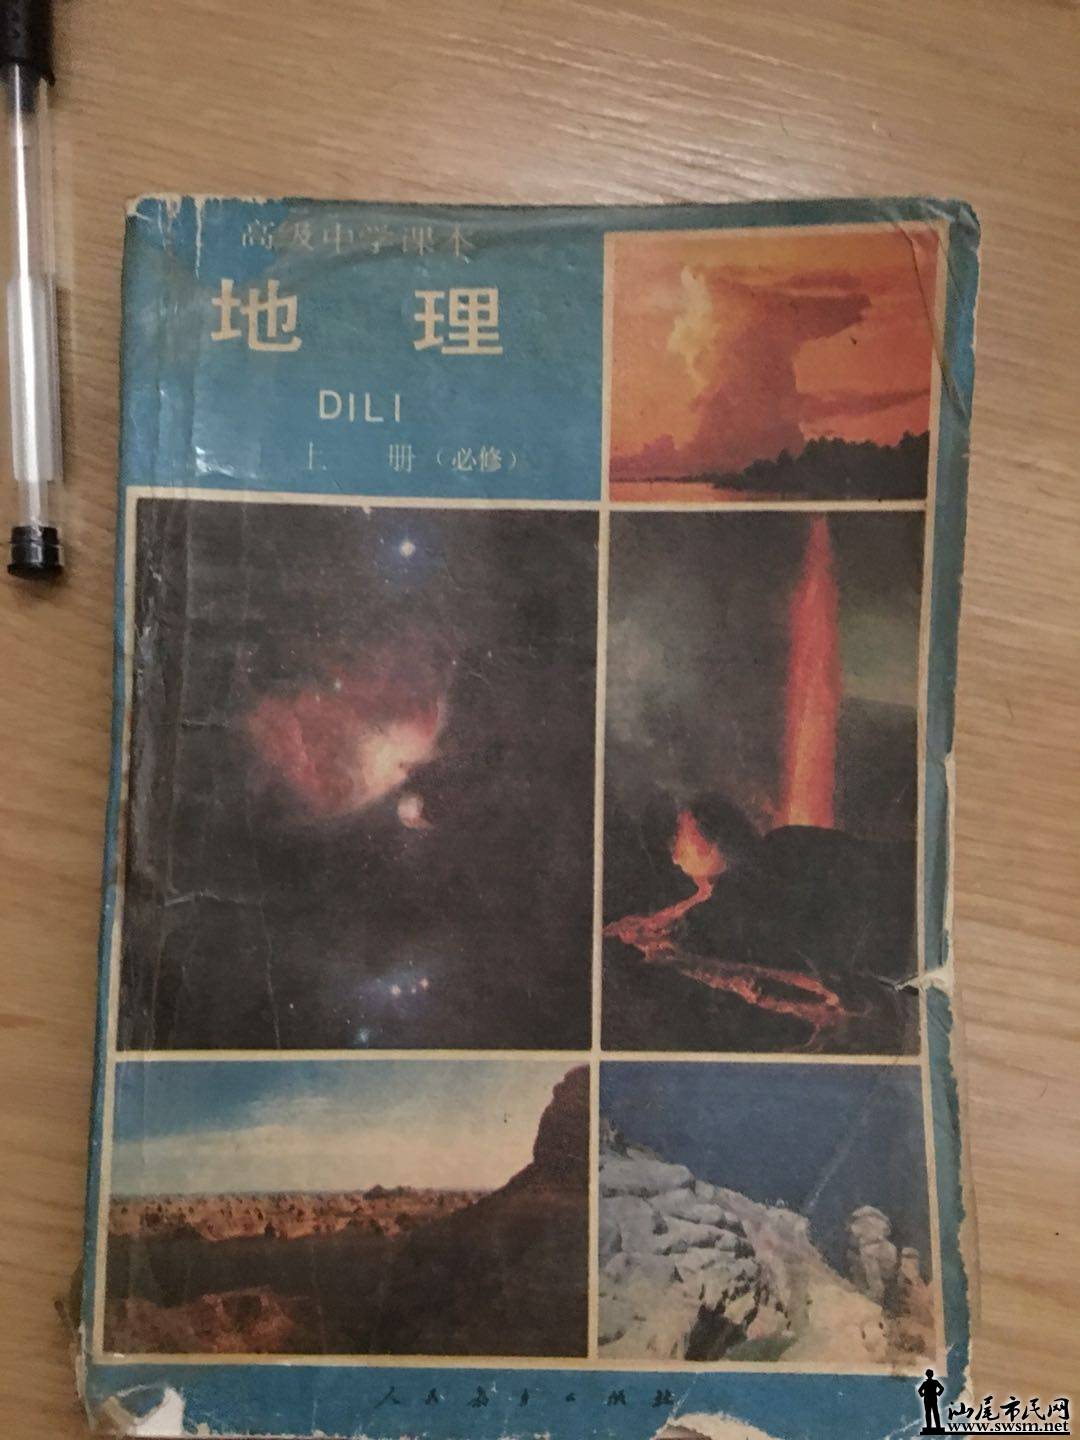 高级中学课本
地 理
DILI
上 册（必修）
人民教育出版社
汕尾市民网
www.swsm.net